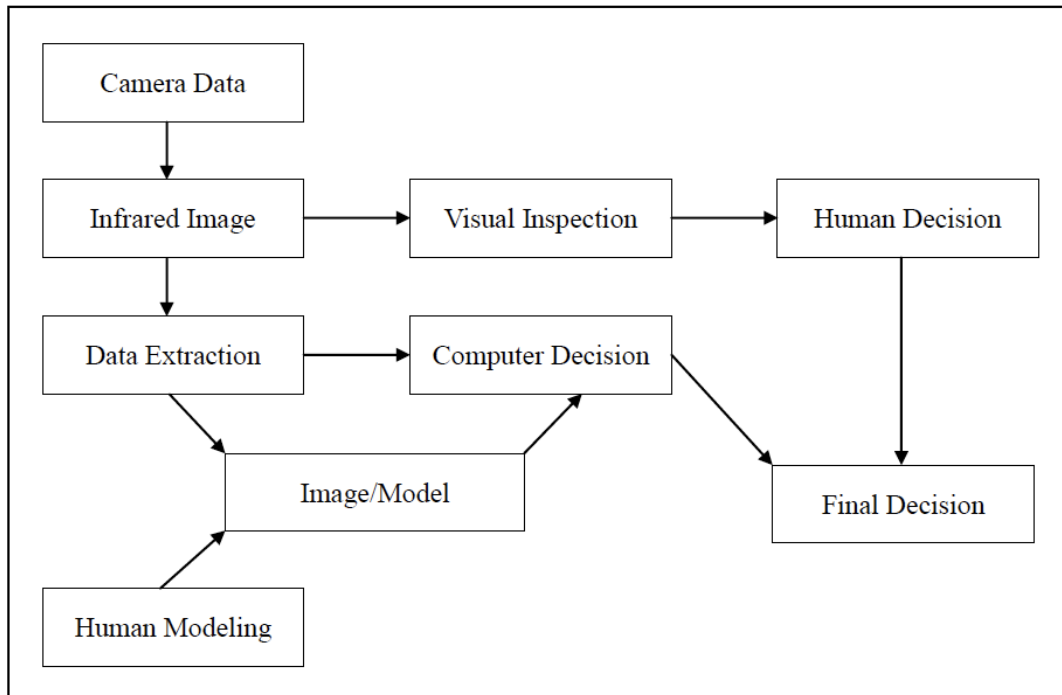 Camera Data
Infrared Image
Visual Inspection
Human Decision
Data Extraction
Computer Decision
Image/Model
Final Decision
Human Modeling